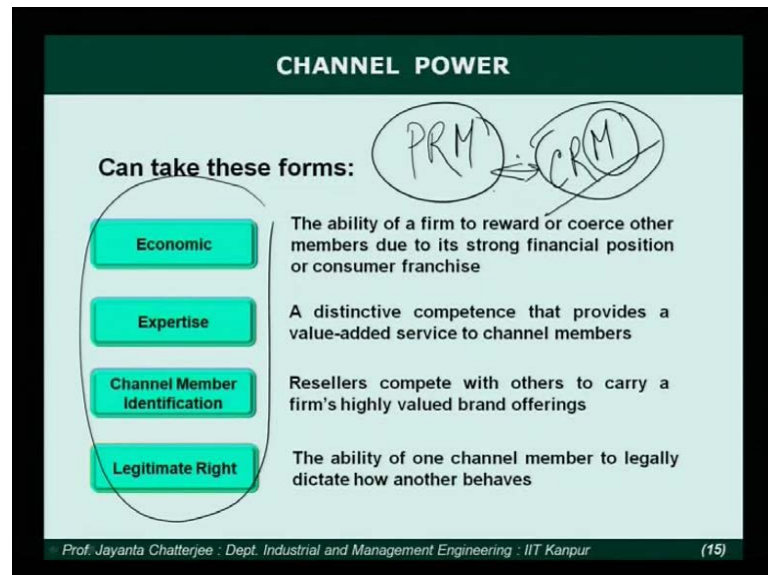 CHANNEL POWER
PRM CRM
Can take these forms:
Economic
The ability of a firm to reward or coerce other
members due to its strong financial position
or consumer franchise
Expertise
A distinctive competence that provides a
value-added service to channel members
Channel Member
Identification
Resellers compete with others to carry a
firm's highly valued brand offerings
Legitimate Right
The ability of one channel member to legally
dictate how another behaves
Prof. Jayanta Chatterjee : Dept. Industrial and Management Engineering : IIT Kanpur (15)